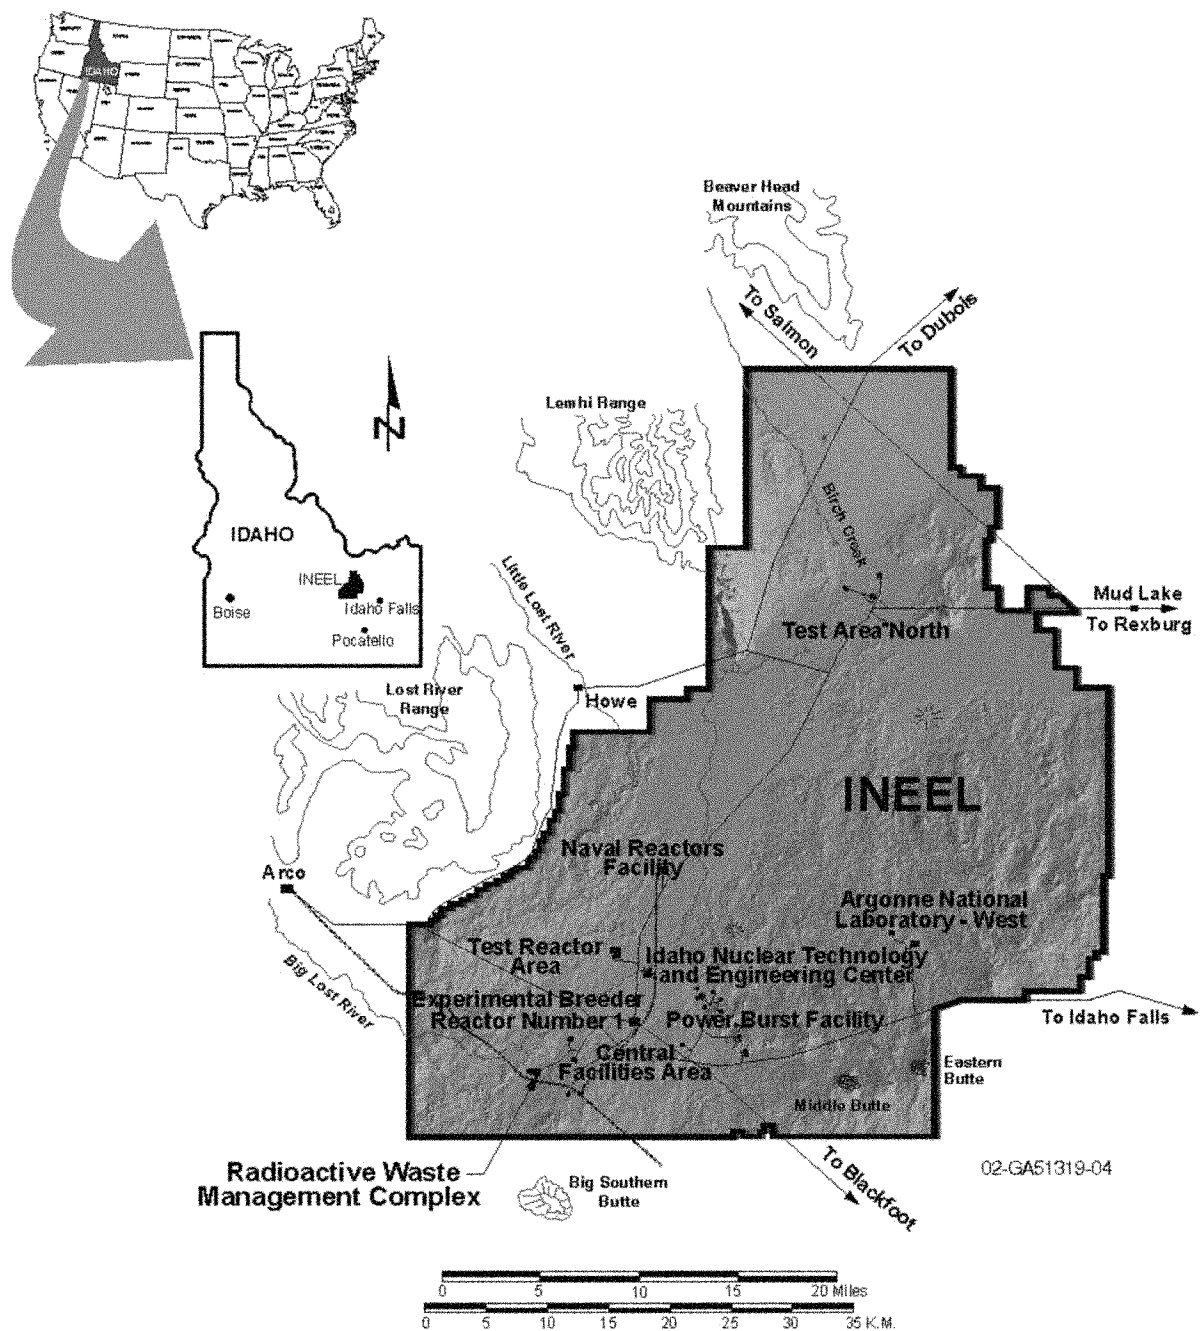 IDAHO
Beaver Head
Mountains
To Salmon
To Dubois
Lemhi Range
N
Birch Creek
IDAHO
INEEL
Boise
Idaho Falls
Pocatello
Little Lost River
Mud Lake
To Rexburg
Test Area North
Lost River
Range
Howe
INEEL
Naval Reactors
Facility
Arco
Argonne National
Laboratory - West
Test Reactor
Area
Idaho Nuclear Technology
and Engineering Center
Big Lost River
Experimental Breeder
Reactor Number 1
Power Burst Facility
To Idaho Falls
Central
Facilities Area
Eastern
Butte
Middle Butte
Radioactive Waste
Management Complex
Big Southern
Butte
To Blackfoot
02-GA51319-04
0 5 10 15 20 Miles
0 5 10 15 20 25 30 35 K.M.